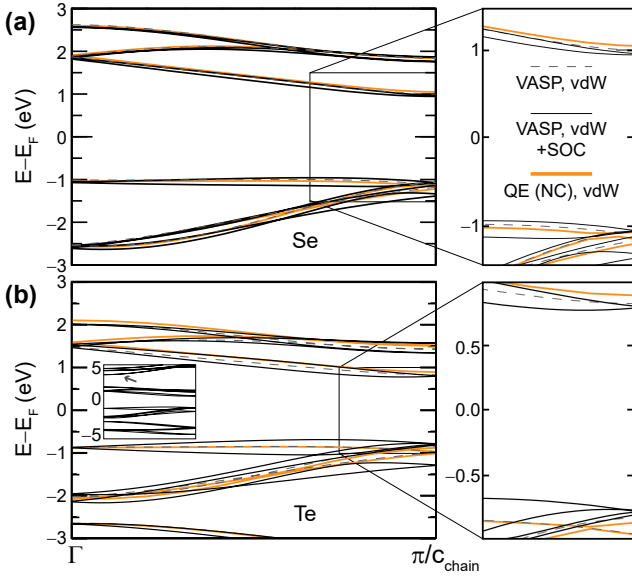 (a)
3
2
1
0
−1
−2
−3
E−E_F (eV)
Se
1
0
−1
VASP, vdW
VASP, vdW
+SOC
QE (NC), vdW
(b)
3
2
1
0
−1
−2
−3
E−E_F (eV)
5
0
−5
Te
0.5
0.0
−0.5
Γ
π/c_chain